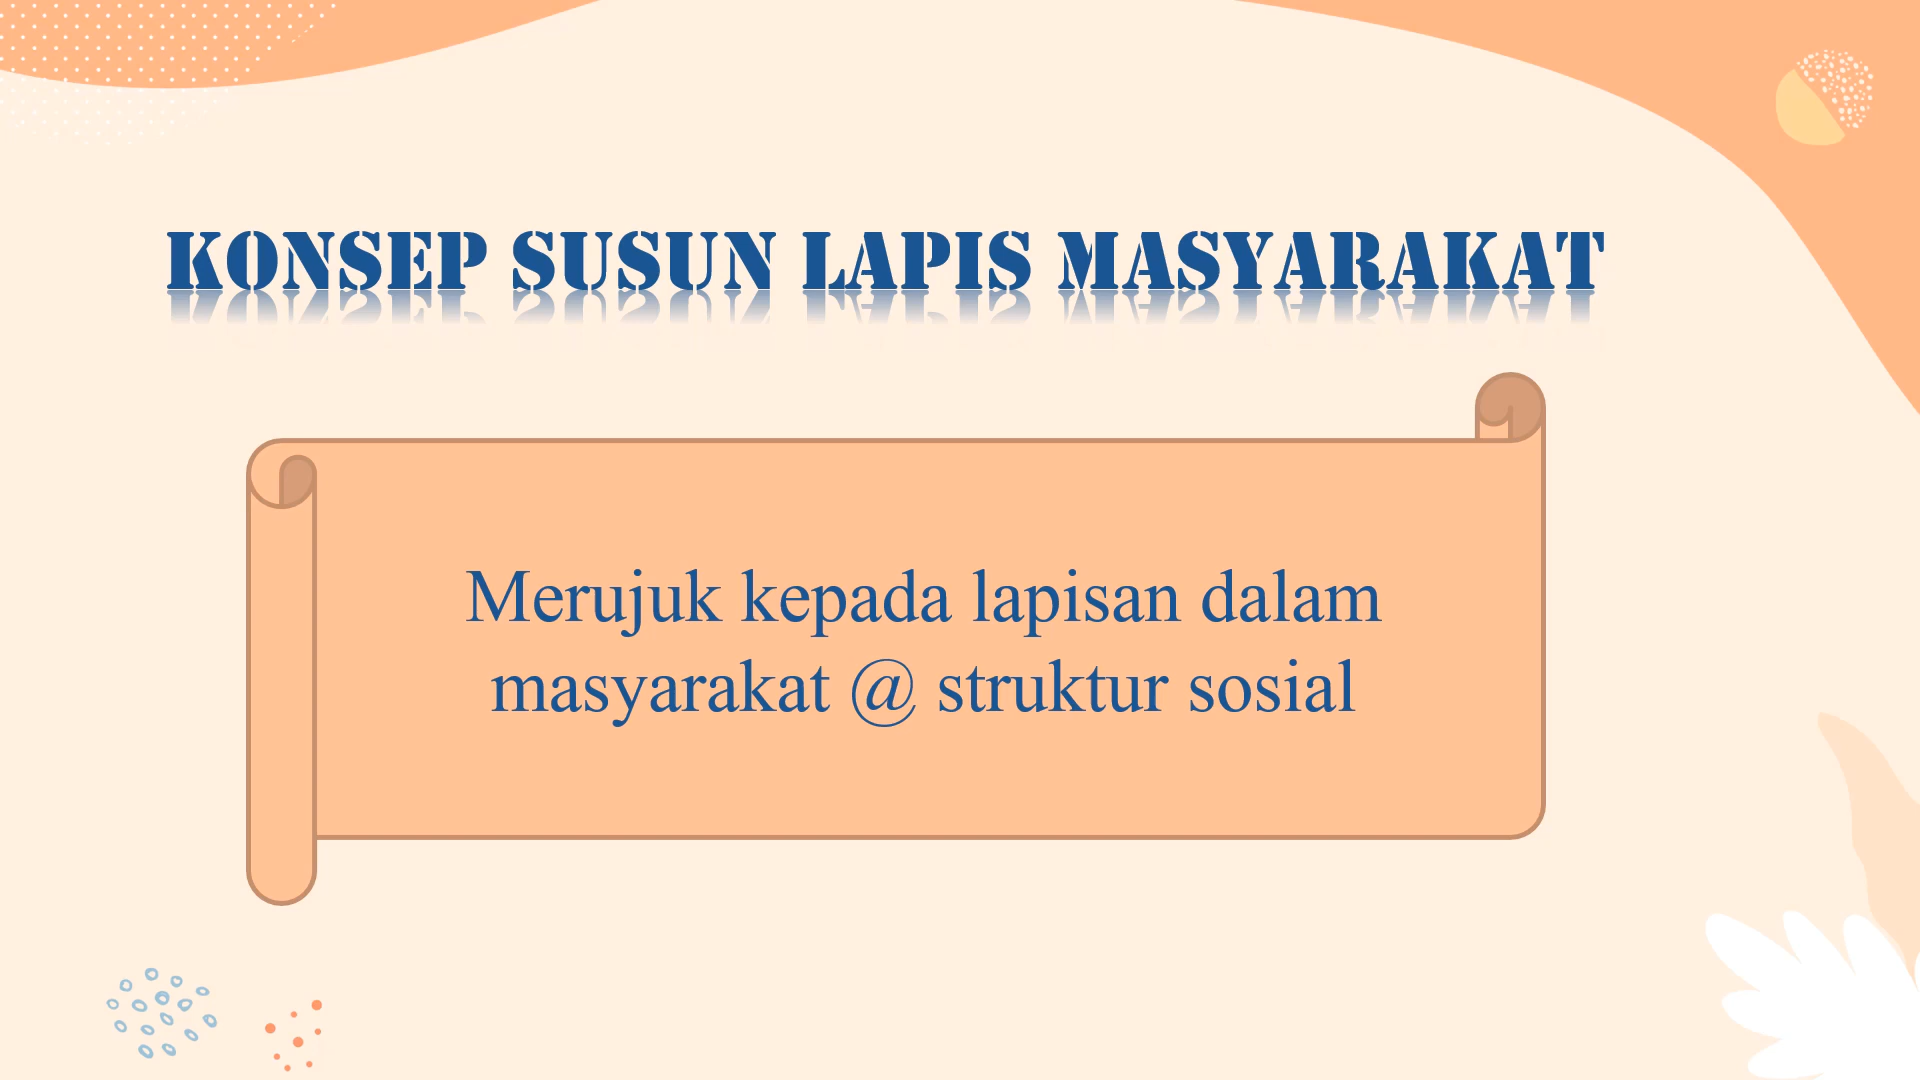 KONSEP SUSUN LAPIS MASYARAKAT
Merujuk kepada lapisan dalam
masyarakat @ struktur sosial